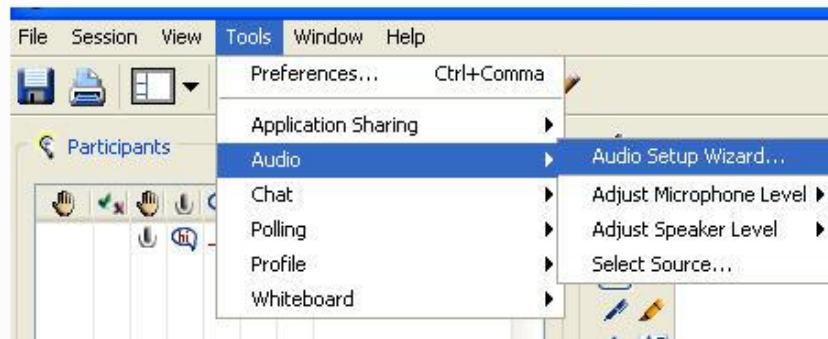 File Session View Tools Window Help
Preferences... Ctrl+Comma
Application Sharing
Participants
Audio
Audio Setup Wizard...
Chat
Adjust Microphone Level
Polling
Adjust Speaker Level
Profile
Select Source...
Whiteboard
hi